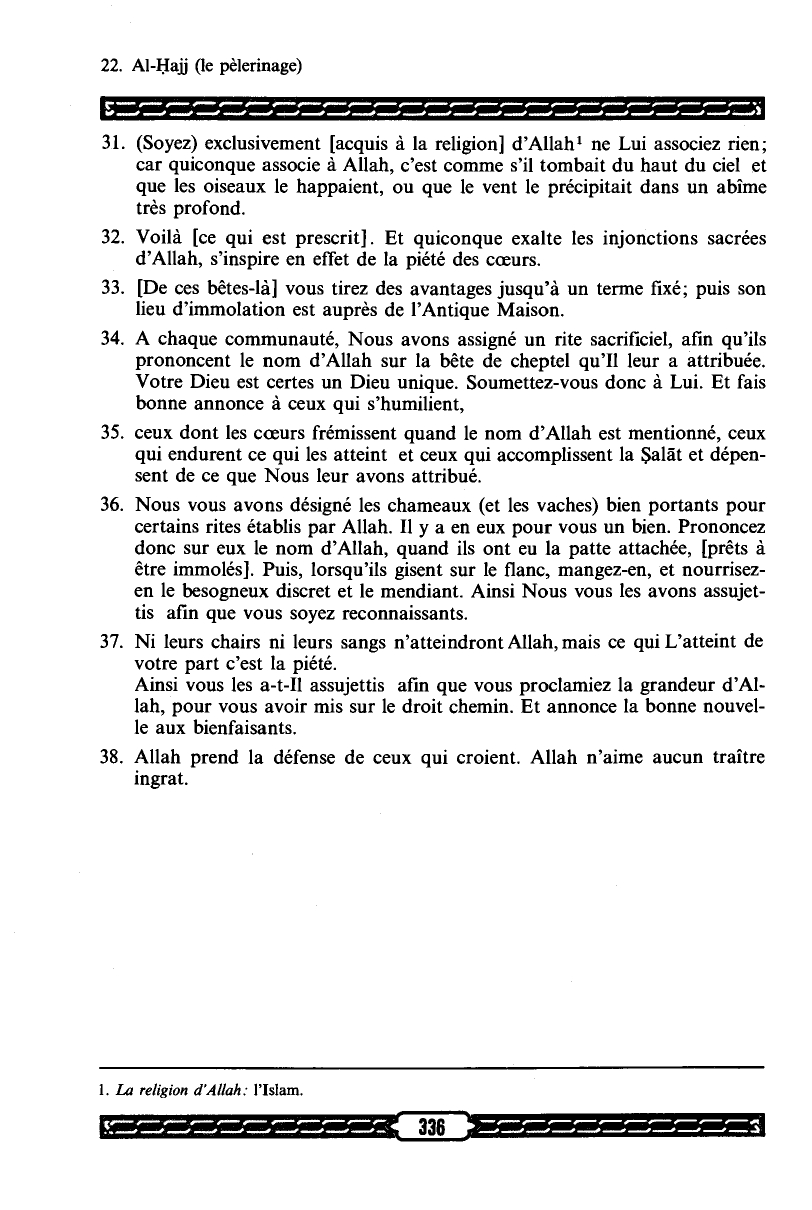 22. Al-Ḥajj (le pèlerinage)
31. (Soyez) exclusivement [acquis à la religion] d’Allah¹ ne Lui associez rien;
car quiconque associe à Allah, c’est comme s’il tombait du haut du ciel et
que les oiseaux le happaient, ou que le vent le précipitait dans un abîme
très profond.
32. Voilà [ce qui est prescrit]. Et quiconque exalte les injonctions sacrées
d’Allah, s’inspire en effet de la piété des cœurs.
33. [De ces bêtes-là] vous tirez des avantages jusqu’à un terme fixé; puis son
lieu d’immolation est auprès de l’Antique Maison.
34. A chaque communauté, Nous avons assigné un rite sacrificiel, afin qu’ils
prononcent le nom d’Allah sur la bête de cheptel qu’Il leur a attribuée.
Votre Dieu est certes un Dieu unique. Soumettez-vous donc à Lui. Et fais
bonne annonce à ceux qui s’humilient,
35. ceux dont les cœurs frémissent quand le nom d’Allah est mentionné, ceux
qui endurent ce qui les atteint et ceux qui accomplissent la Ṣalāt et dépen-
sent de ce que Nous leur avons attribué.
36. Nous vous avons désigné les chameaux (et les vaches) bien portants pour
certains rites établis par Allah. Il y a en eux pour vous un bien. Prononcez
donc sur eux le nom d’Allah, quand ils ont eu la patte attachée, [prêts à
être immolés]. Puis, lorsqu’ils gisent sur le flanc, mangez-en, et nourrisez-
en le besogneux discret et le mendiant. Ainsi Nous vous les avons assujet-
tis afin que vous soyez reconnaissants.
37. Ni leurs chairs ni leurs sangs n’atteindront Allah, mais ce qui L’atteint de
votre part c’est la piété.
Ainsi vous les a-t-Il assujettis afin que vous proclamiez la grandeur d’Al-
lah, pour vous avoir mis sur le droit chemin. Et annonce la bonne nouvel-
le aux bienfaisants.
38. Allah prend la défense de ceux qui croient. Allah n’aime aucun traître
ingrat.
1. La religion d’Allah: l’Islam.
336